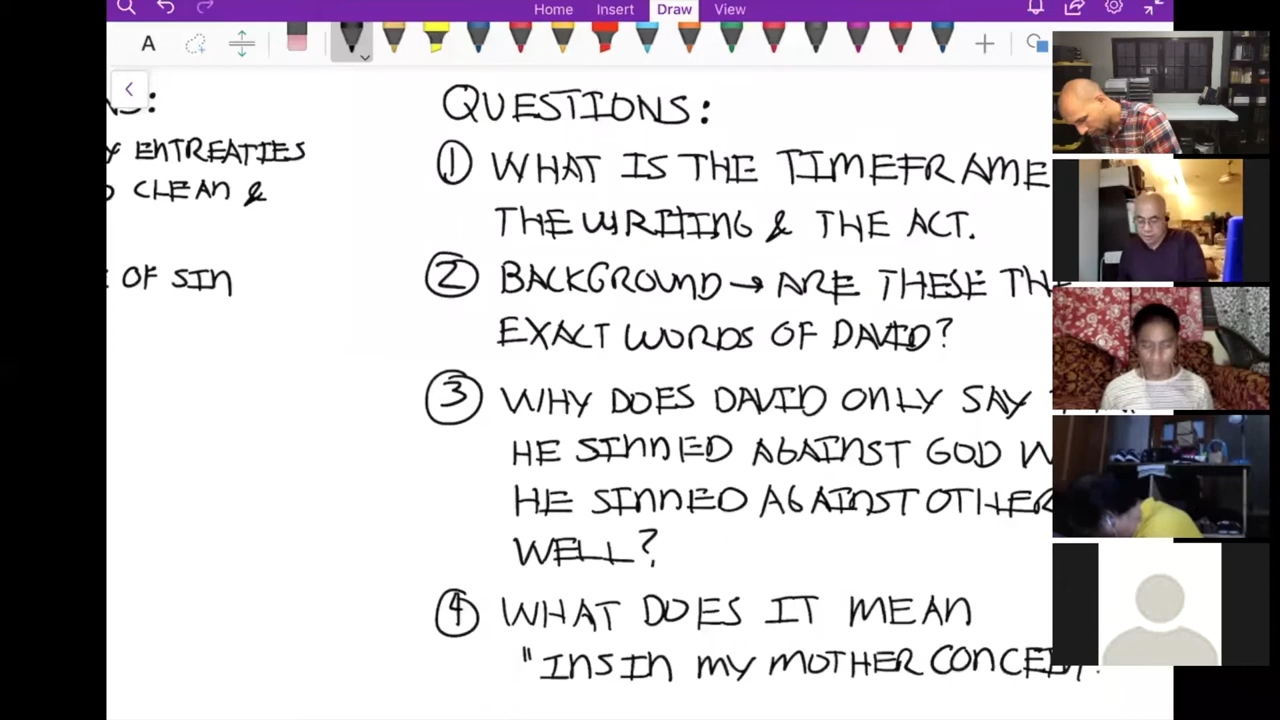 Home Insert Draw View
A
NS:
QUESTIONS:
Y ENTREATIES
① WHAT IS THE TIMEFRAME
CLEAN &
THE WRITING & THE ACT.
OF SIN
② BACKGROUND → ARE THESE THE
EXACT WORDS OF DAVID?
③ WHY DOES DAVID ONLY SAY
HE SINNED AGAINST GOD W
HE SINNED AGAINST OTHER
WELL?
④ WHAT DOES IT MEAN
"IN SIN MY MOTHER CONCEIV